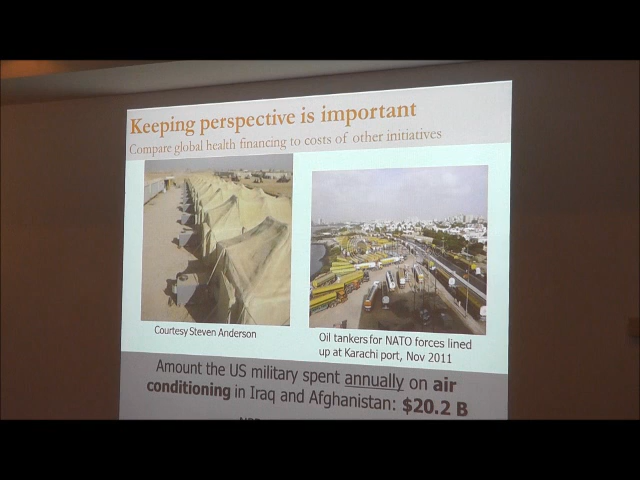 Keeping perspective is important
Compare global health financing to costs of other initiatives
Courtesy Steven Anderson
Oil tankers for NATO forces lined
up at Karachi port, Nov 2011
Amount the US military spent annually on air
conditioning in Iraq and Afghanistan: $20.2 B